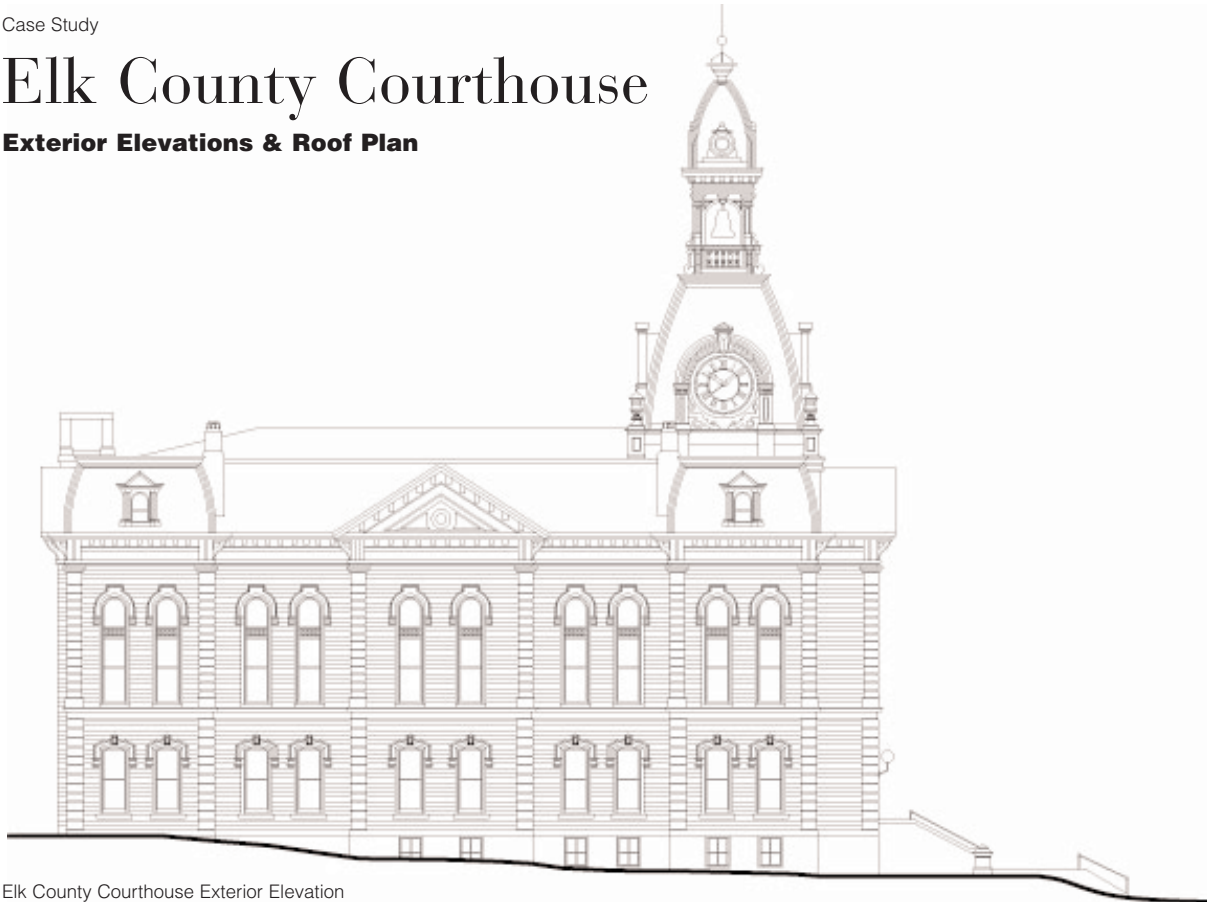 Case Study
Elk County Courthouse
Exterior Elevations & Roof Plan
Elk County Courthouse Exterior Elevation